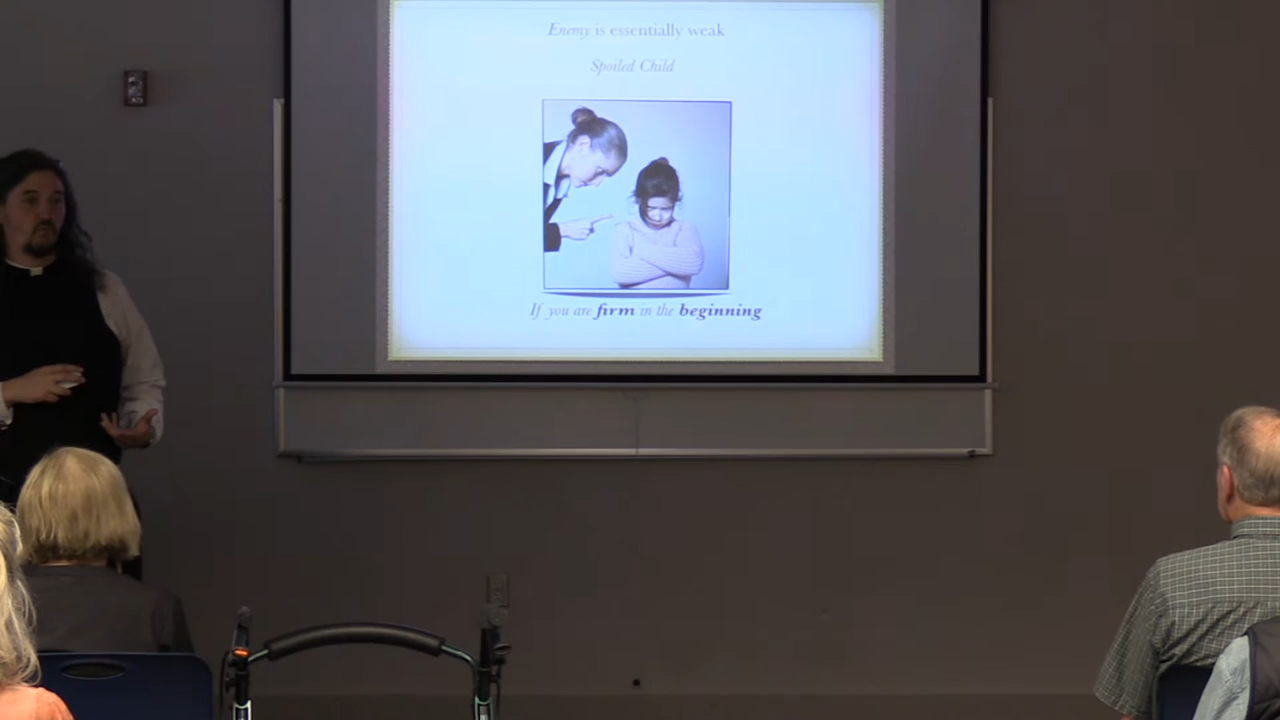 Enemy is essentially weak
Spoiled Child
If you are firm in the beginning